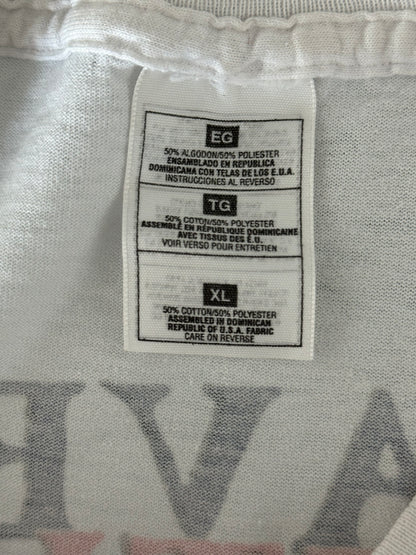 EG
50% ALGODON/50% POLIESTER
ENSAMBLADO EN REPUBLICA
DOMINICANA CON TELAS DE LOS E.U.A.
INSTRUCCIONES AL REVERSO
TG
50% COTON/50% POLYESTER
ASSEMBLÉ EN RÉPUBLIQUE DOMINICAINE
AVEC TISSUS DES É.U.
VOIR VERSO POUR ENTRETIEN
XL
50% COTTON/50% POLYESTER
ASSEMBLED IN DOMINICAN
REPUBLIC OF U.S.A. FABRIC
CARE ON REVERSE